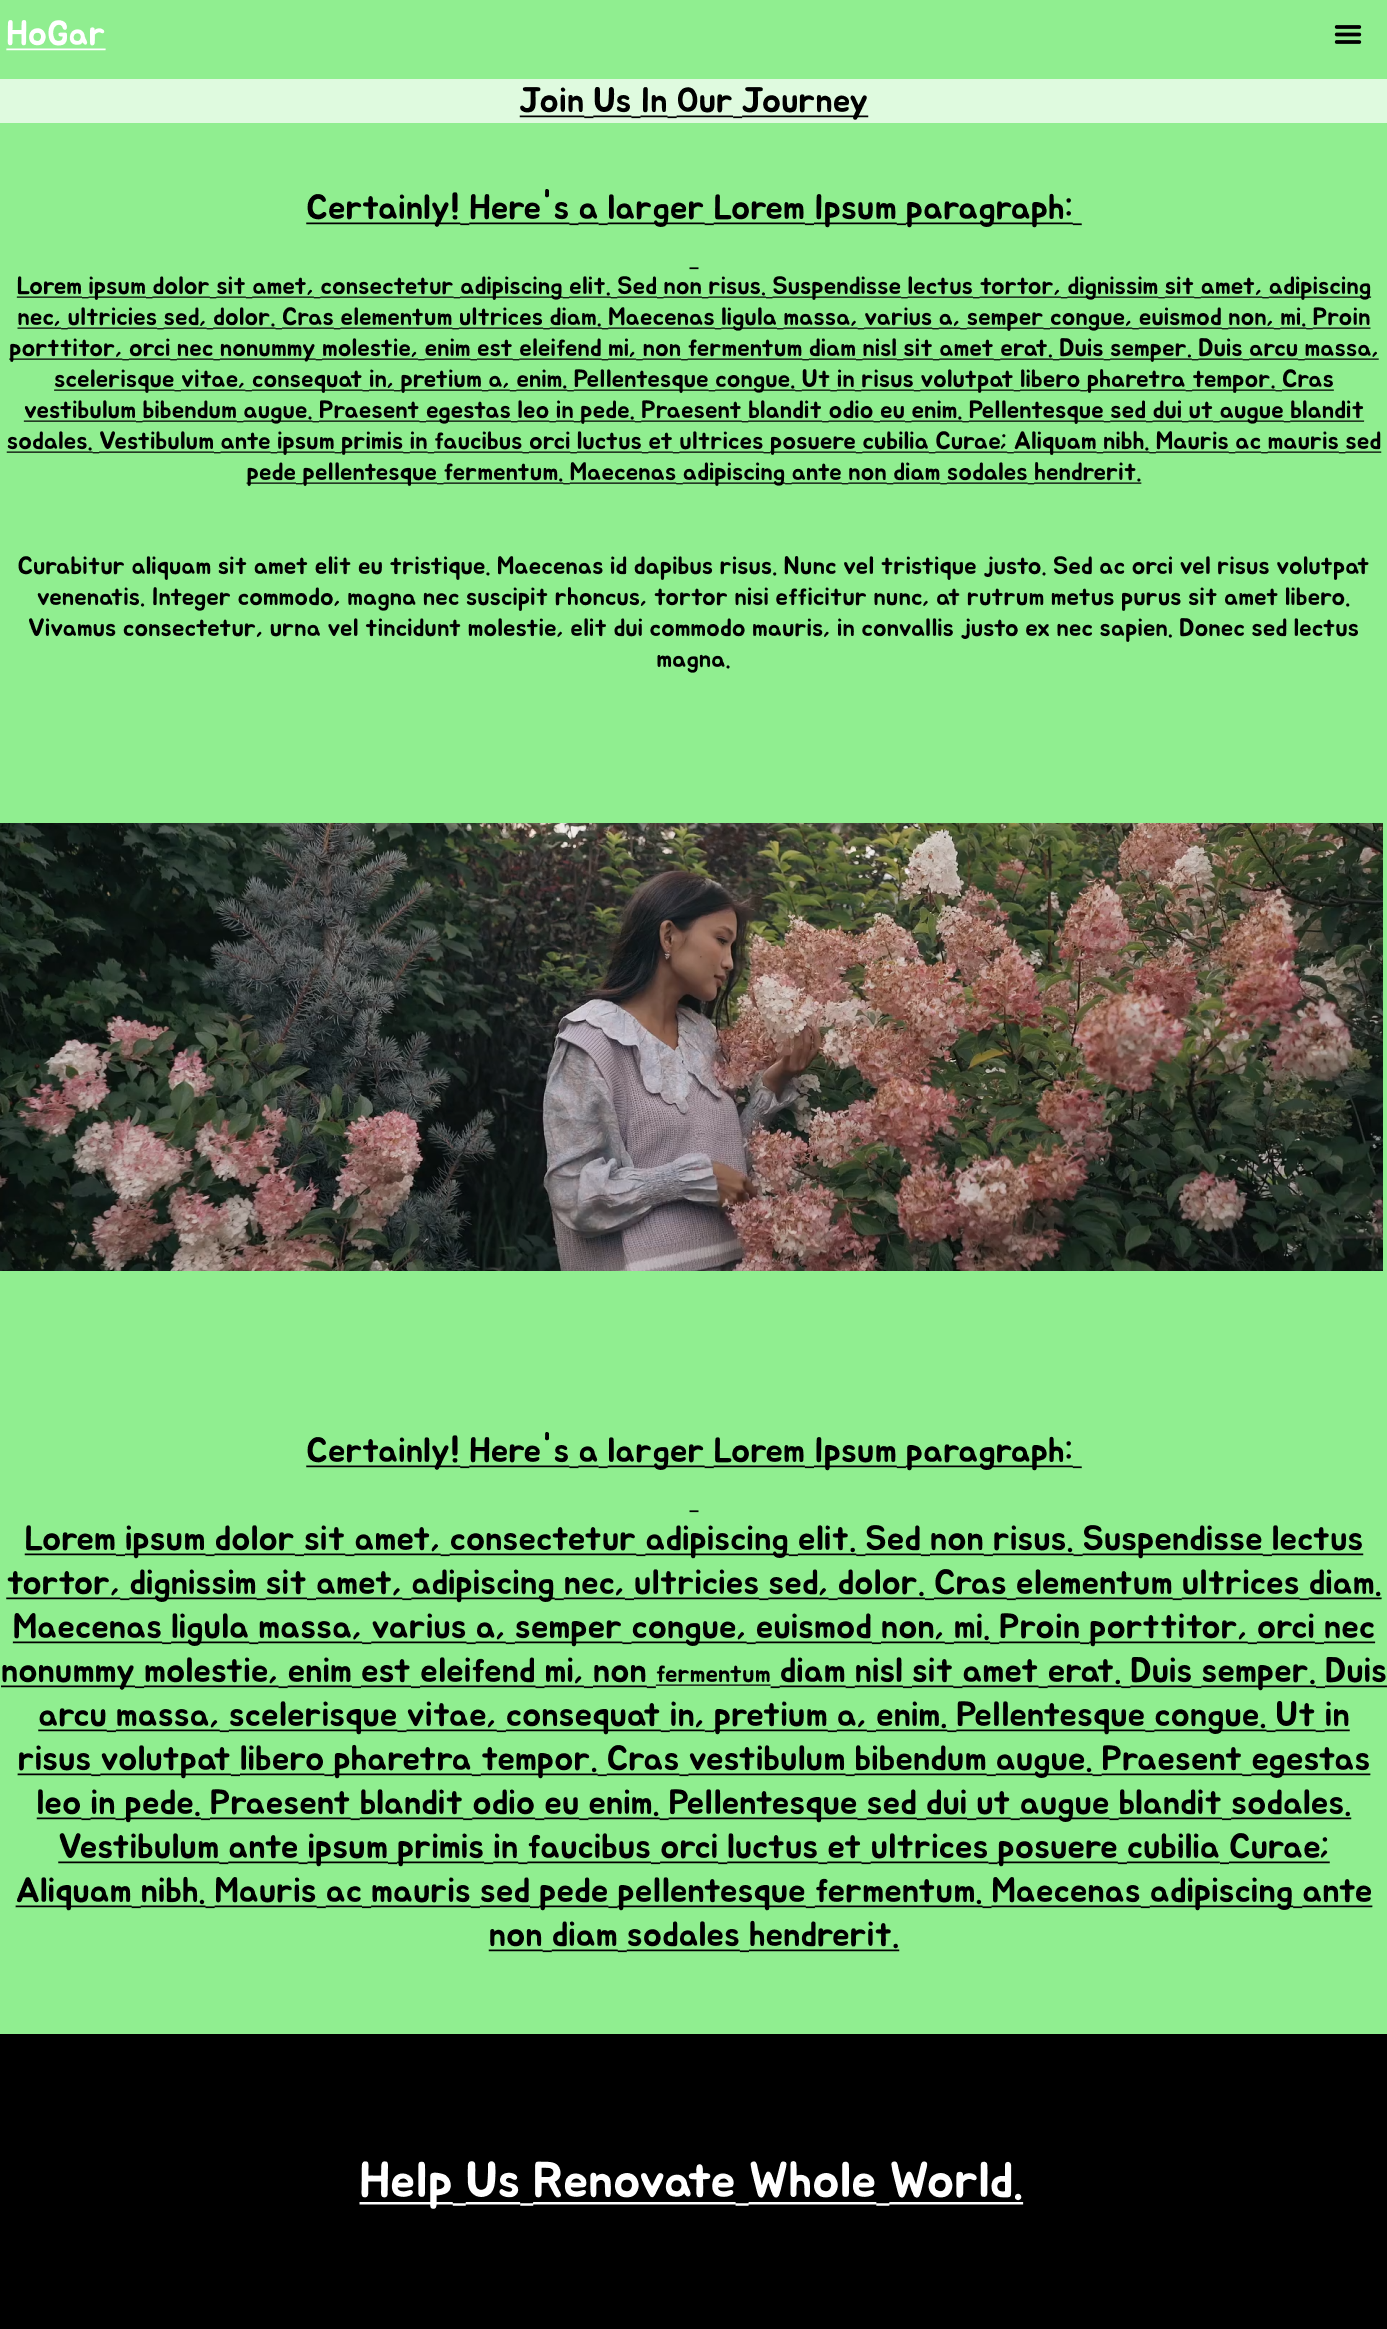 HoGar
Join Us In Our Journey
Certainly! Here's a larger Lorem Ipsum paragraph:
Lorem ipsum dolor sit amet, consectetur adipiscing elit. Sed non risus. Suspendisse lectus tortor, dignissim sit amet, adipiscing
nec, ultricies sed, dolor. Cras elementum ultrices diam. Maecenas ligula massa, varius a, semper congue, euismod non, mi. Proin
porttitor, orci nec nonummy molestie, enim est eleifend mi, non fermentum diam nisl sit amet erat. Duis semper. Duis arcu massa,
scelerisque vitae, consequat in, pretium a, enim. Pellentesque congue. Ut in risus volutpat libero pharetra tempor. Cras
vestibulum bibendum augue. Praesent egestas leo in pede. Praesent blandit odio eu enim. Pellentesque sed dui ut augue blandit
sodales. Vestibulum ante ipsum primis in faucibus orci luctus et ultrices posuere cubilia Curae; Aliquam nibh. Mauris ac mauris sed
pede pellentesque fermentum. Maecenas adipiscing ante non diam sodales hendrerit.
Curabitur aliquam sit amet elit eu tristique. Maecenas id dapibus risus. Nunc vel tristique justo. Sed ac orci vel risus volutpat
venenatis. Integer commodo, magna nec suscipit rhoncus, tortor nisi efficitur nunc, at rutrum metus purus sit amet libero.
Vivamus consectetur, urna vel tincidunt molestie, elit dui commodo mauris, in convallis justo ex nec sapien. Donec sed lectus
magna.
Certainly! Here's a larger Lorem Ipsum paragraph:
Lorem ipsum dolor sit amet, consectetur adipiscing elit. Sed non risus. Suspendisse lectus
tortor, dignissim sit amet, adipiscing nec, ultricies sed, dolor. Cras elementum ultrices diam.
Maecenas ligula massa, varius a, semper congue, euismod non, mi. Proin porttitor, orci nec
nonummy molestie, enim est eleifend mi, non fermentum diam nisl sit amet erat. Duis semper. Duis
arcu massa, scelerisque vitae, consequat in, pretium a, enim. Pellentesque congue. Ut in
risus volutpat libero pharetra tempor. Cras vestibulum bibendum augue. Praesent egestas
leo in pede. Praesent blandit odio eu enim. Pellentesque sed dui ut augue blandit sodales.
Vestibulum ante ipsum primis in faucibus orci luctus et ultrices posuere cubilia Curae;
Aliquam nibh. Mauris ac mauris sed pede pellentesque fermentum. Maecenas adipiscing ante
non diam sodales hendrerit.
Help Us Renovate Whole World.